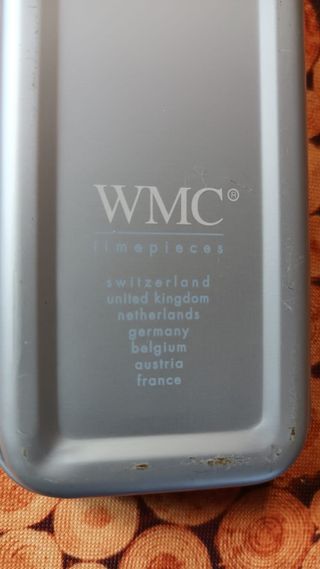 WMC®
timepieces
switzerland
united kingdom
netherlands
germany
belgium
austria
france